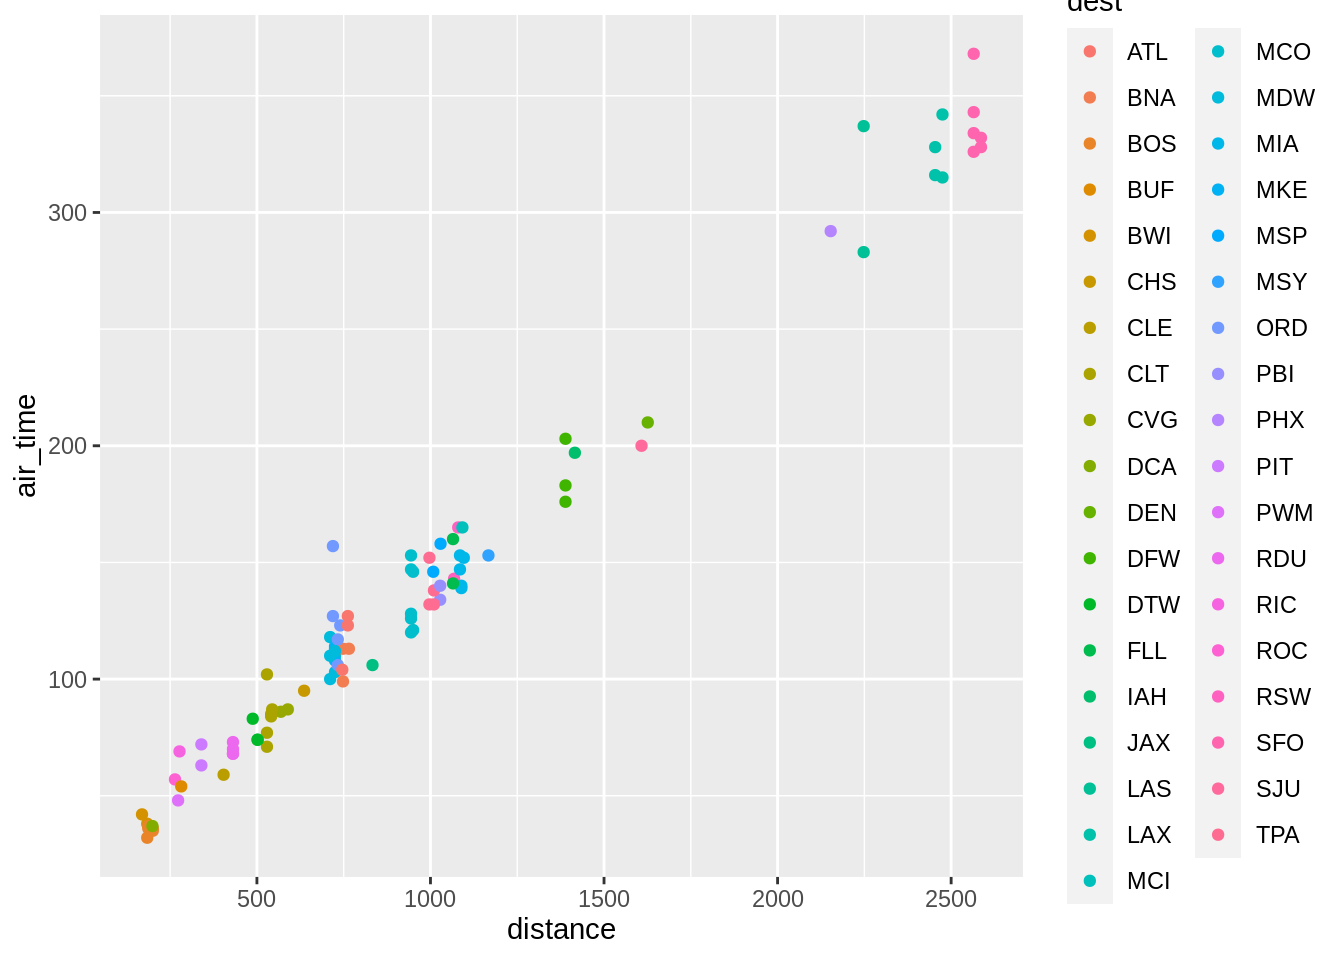 dest
ATL
BNA
BOS
BUF
BWI
CHS
CLE
CLT
CVG
DCA
DEN
DFW
DTW
FLL
IAH
JAX
LAS
LAX
MCI
MCO
MDW
MIA
MKE
MSP
MSY
ORD
PBI
PHX
PIT
PWM
RDU
RIC
ROC
RSW
SFO
SJU
TPA
air_time
300
200
100
500
1000
1500
2000
2500
distance